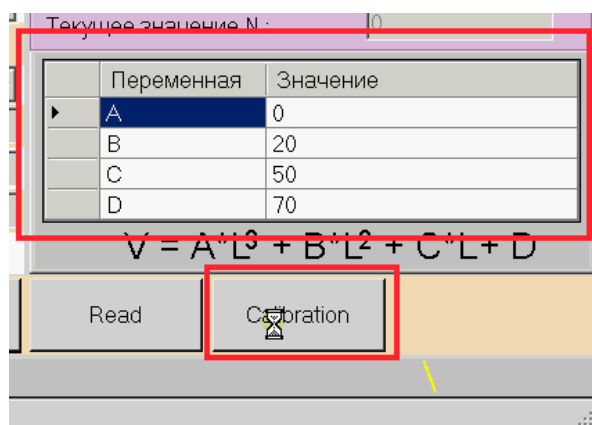 Текущее значение N :
0
Переменная Значение
A 0
B 20
C 50
D 70
V = A*L³ + B*L² + C*L+ D
Read Calibration